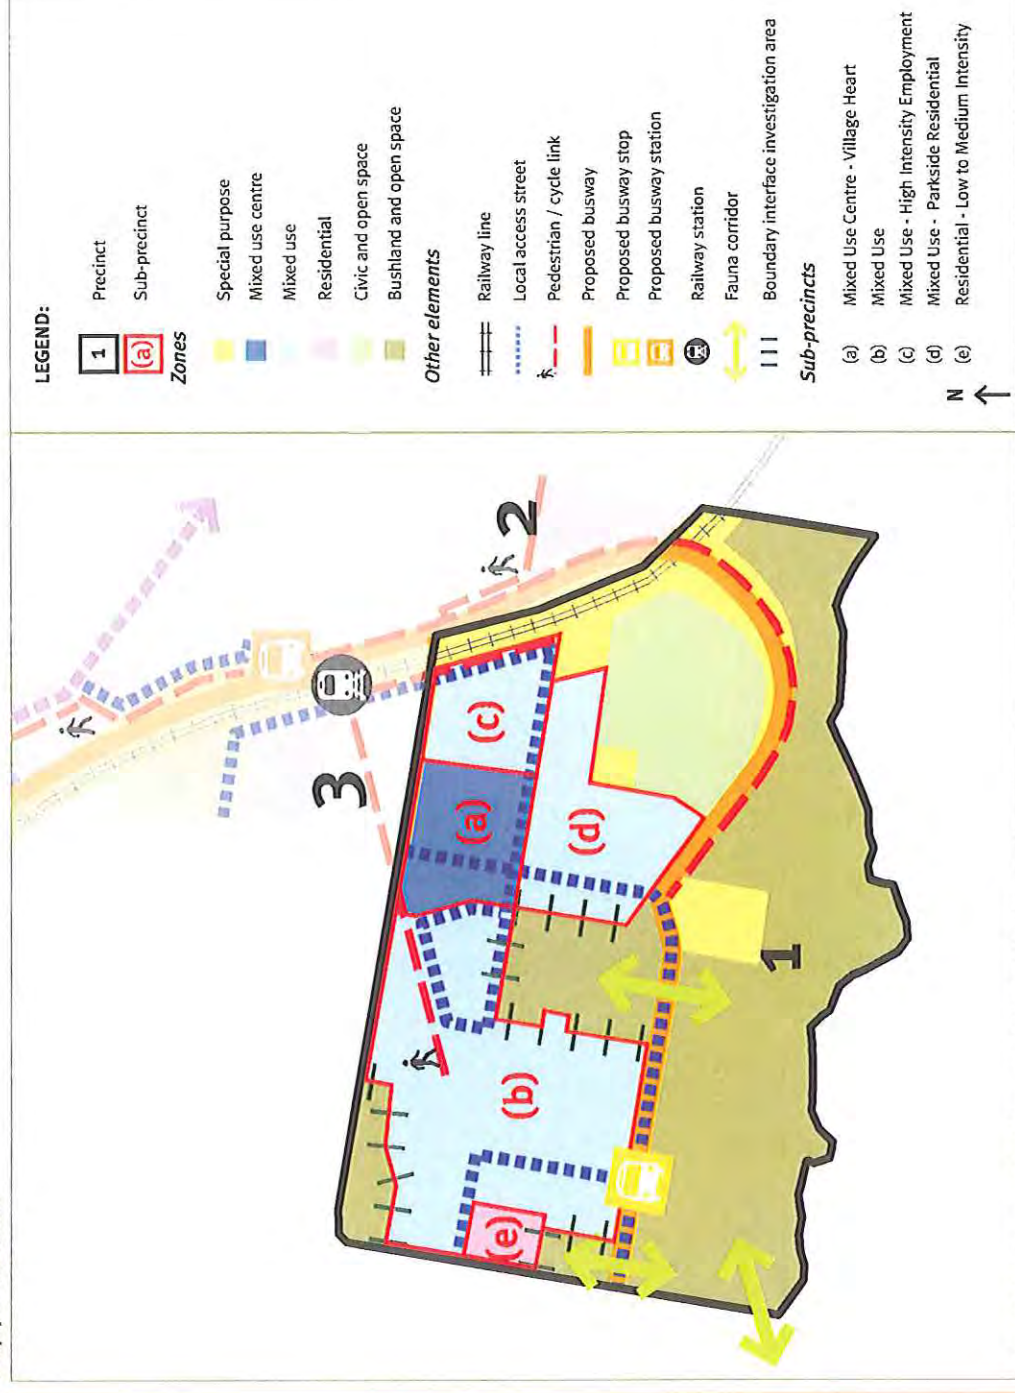 LEGEND:
1
Precinct
(a)
Sub-precinct
Zones
Special purpose
Mixed use centre
Mixed use
Residential
Civic and open space
Bushland and open space
Other elements
Railway line
Local access street
Pedestrian / cycle link
Proposed busway
Proposed busway stop
Proposed busway station
Railway station
Fauna corridor
Boundary interface investigation area
Sub-precincts
(a) Mixed Use Centre - Village Heart
(b) Mixed Use
(c) Mixed Use - High Intensity Employment
(d) Mixed Use - Parkside Residential
(e) Residential - Low to Medium Intensity
N
3
2
(c)
(a)
(d)
(b)
(e)
1